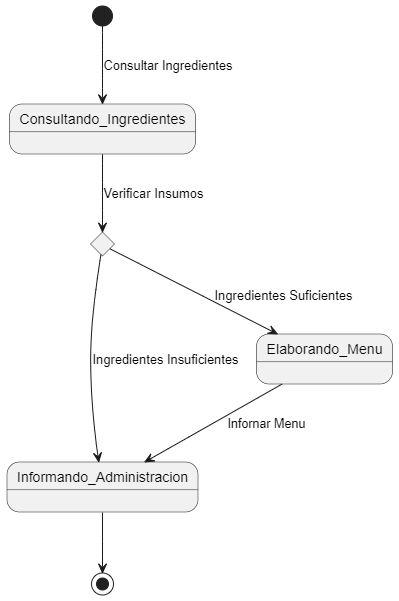 Consultar Ingredientes
Consultando_Ingredientes
Verificar Insumos
Ingredientes Suficientes
Elaborando_Menu
Ingredientes Insuficientes
Infornar Menu
Informando_Administracion